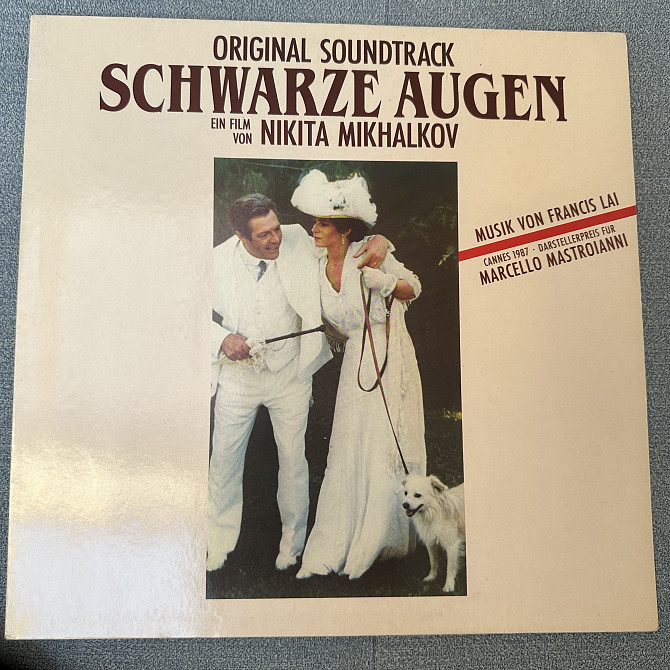 ORIGINAL SOUNDTRACK
SCHWARZE AUGEN
EIN FILM
VON NIKITA MIKHALKOV
MUSIK VON FRANCIS LAI
CANNES 1987 - DARSTELLERPREIS FÜR
MARCELLO MASTROIANNI